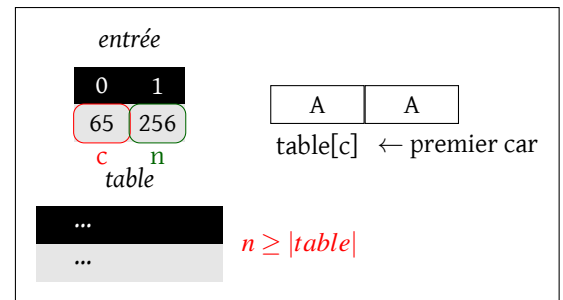 entrée
0 1
65 256
c n
A A
table[c] ← premier car
table
...
...
n ≥ |table|